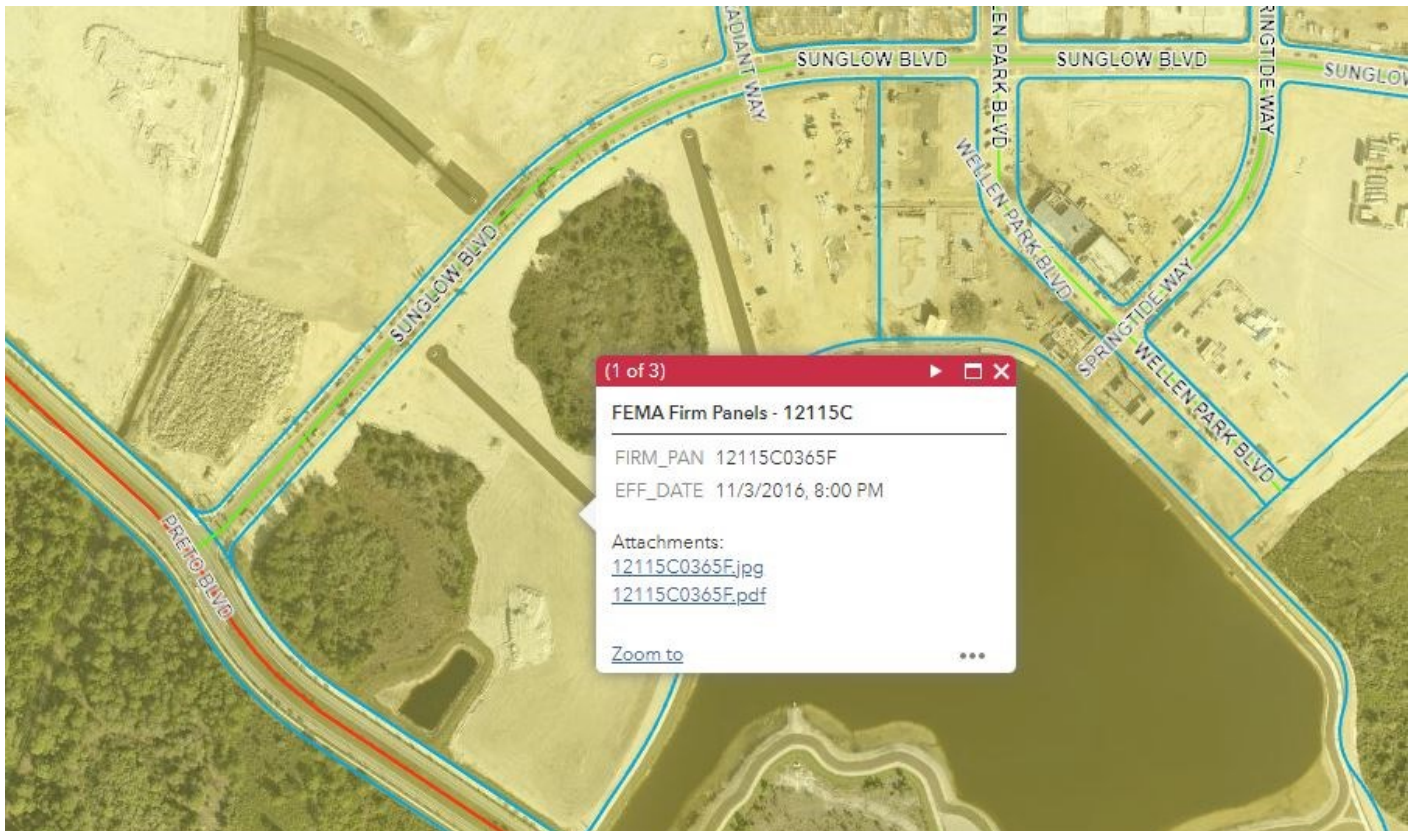 RADIANT WAY
SUNGLOW BLVD
SUNGLOW BLVD
SUNGLOW
EN PARK BLVD
RINGTIDE WAY
WELLEN PARK BLVD
SUNGLOW BLVD
SPRINGTIDE WAY
WELLEN PARK BLVD
PRETO BLVD
(1 of 3)
FEMA Firm Panels - 12115C
FIRM_PAN 12115C0365F
EFF_DATE 11/3/2016, 8:00 PM
Attachments:
12115C0365F.jpg
12115C0365F.pdf
Zoom to